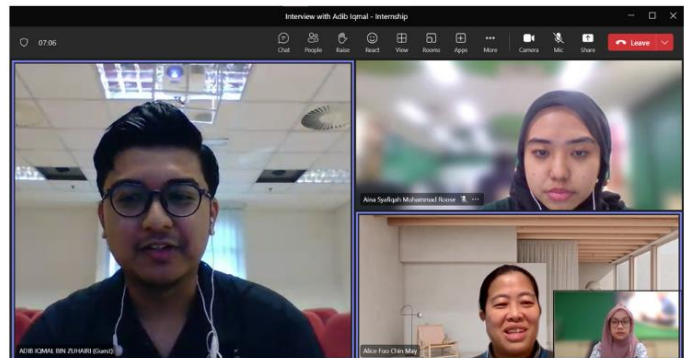 Interview with Adib Iqmal - Internship
07:06
Chat
People
Raise
React
View
Rooms
Apps
More
Camera
Mic
Share
Leave
Aina Syafiqah Mohammad Roose
ADIB IQMAL BIN ZUHAIRI (Guest)
Alice Foo Chin May